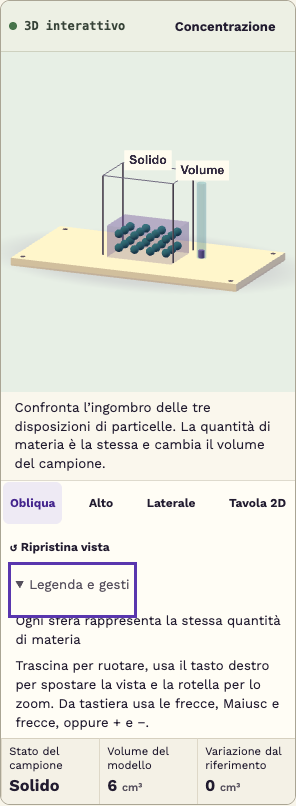 3D interattivo
Concentrazione
Solido
Volume
Confronta l’ingombro delle tre
disposizioni di particelle. La quantità di
materia è la stessa e cambia il volume
del campione.
Obliqua Alto Laterale Tavola 2D
↺ Ripristina vista
▼ Legenda e gesti
Ogni sfera rappresenta la stessa quantità
di materia
Trascina per ruotare, usa il tasto destro
per spostare la vista e la rotella per lo
zoom. Da tastiera usa le frecce, Maiusc e
frecce, oppure + e −.
Stato del
campione
Solido
Volume del
modello
6 cm³
Variazione dal
riferimento
0 cm³